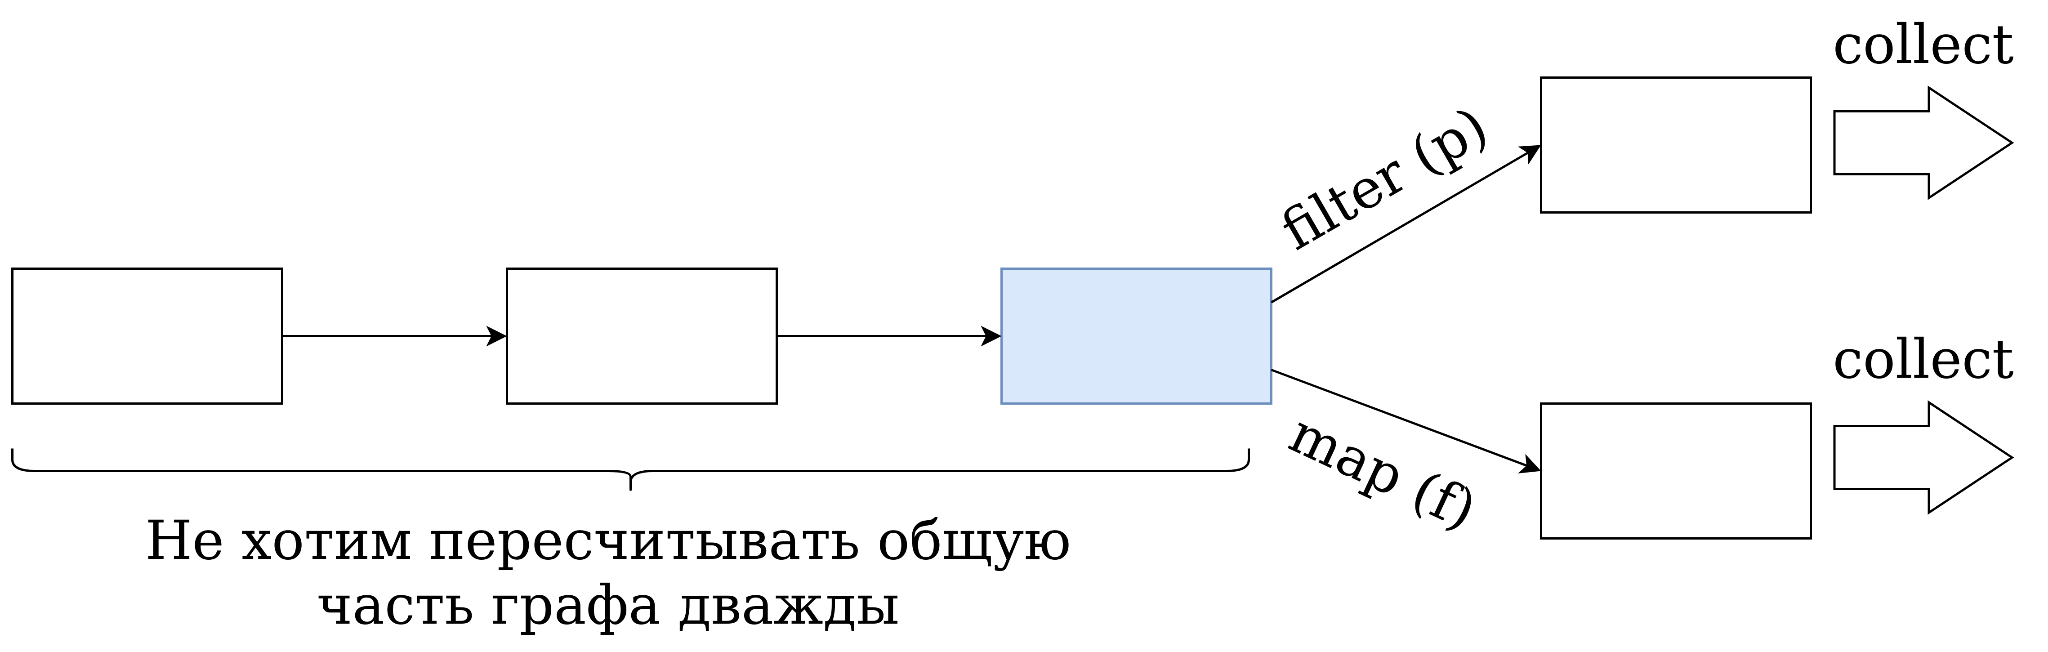 collect
filter (p)
collect
map (f)
Не хотим пересчитывать общую
часть графа дважды